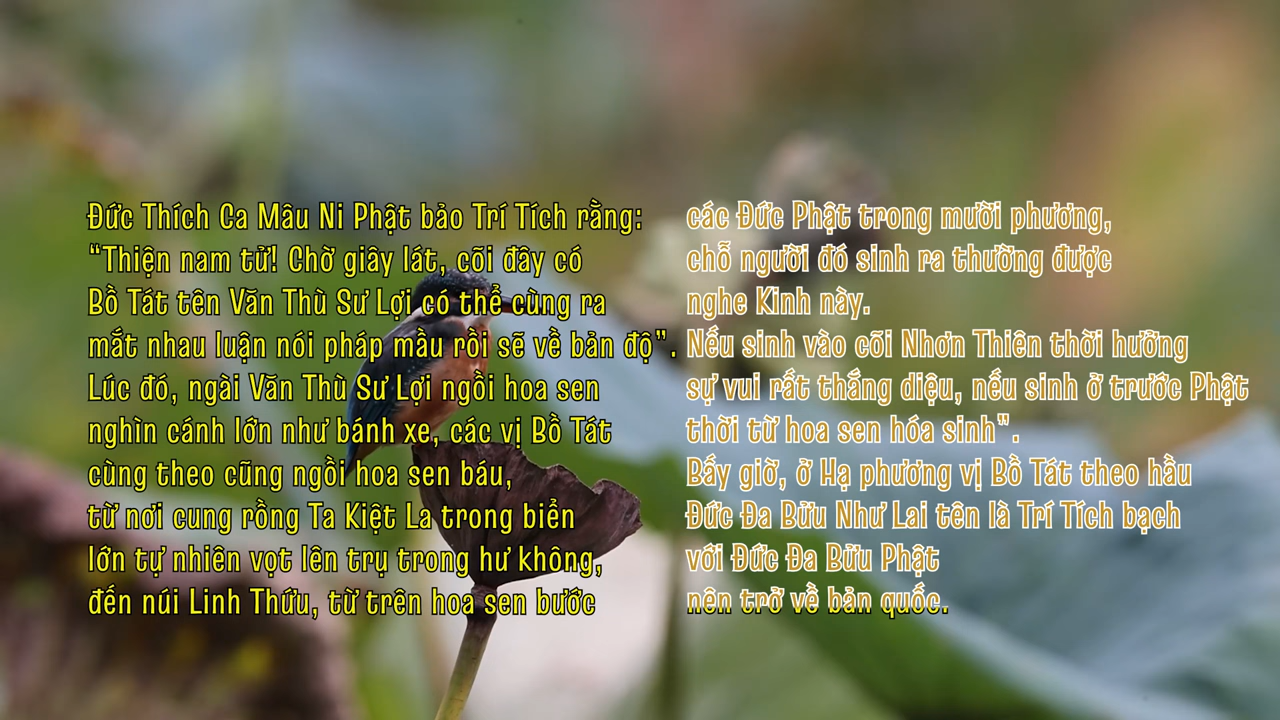 Đức Thích Ca Mâu Ni Phật bảo Trí Tích rằng:
“Thiện nam tử! Chờ giây lát, cõi đây có
Bồ Tát tên Văn Thù Sư Lợi có thể cùng ra
mắt nhau luận nói pháp mầu rồi sẽ về bản độ”.
Lúc đó, ngài Văn Thù Sư Lợi ngồi hoa sen
nghìn cánh lớn như bánh xe, các vị Bồ Tát
cùng theo cũng ngồi hoa sen báu,
từ nơi cung rồng Ta Kiệt La trong biển
lớn tự nhiên vọt lên trụ trong hư không,
đến núi Linh Thứu, từ trên hoa sen bước
các Đức Phật trong mười phương,
chỗ người đó sinh ra thường được
nghe Kinh này.
Nếu sinh vào cõi Nhơn Thiên thời hưởng
sự vui rất thắng diệu, nếu sinh ở trước Phật
thời từ hoa sen hóa sinh”.
Bấy giờ, ở Hạ phương vị Bồ Tát theo hầu
Đức Đa Bửu Như Lai tên là Trí Tích bạch
với Đức Đa Bửu Phật
nên trở về bản quốc.